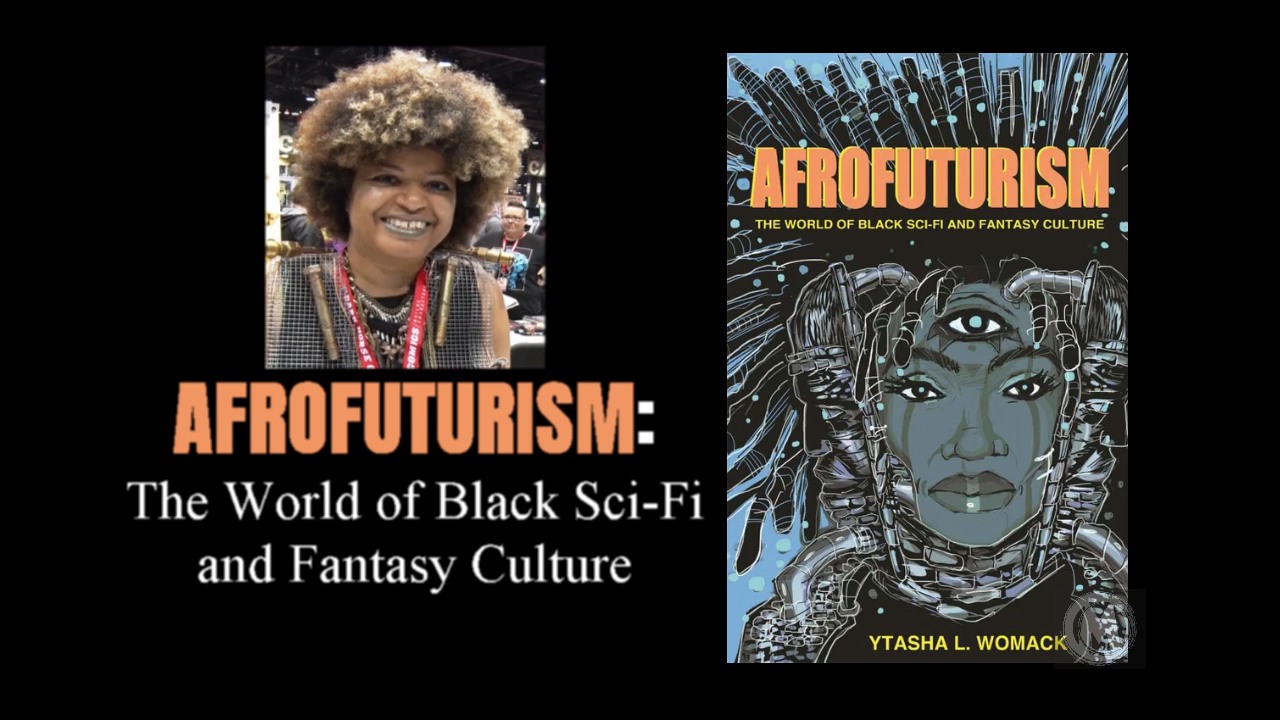 AFROFUTURISM:
The World of Black Sci-Fi
and Fantasy Culture
AFROFUTURISM
THE WORLD OF BLACK SCI-FI AND FANTASY CULTURE
YTASHA L. WOMACK